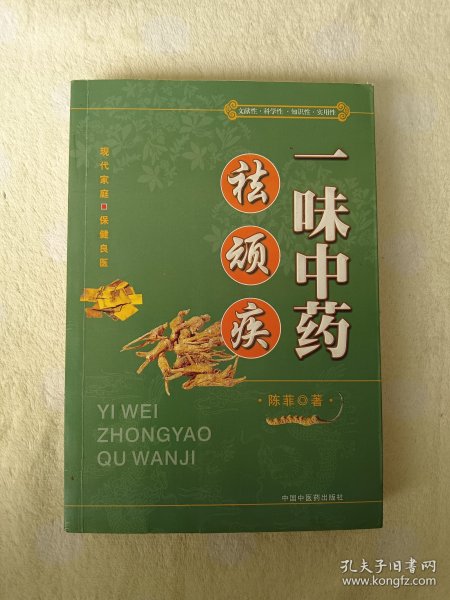 文献性·科学性·知识性·实用性
一味中药
祛顽疾
现代家庭保健良医
·陈菲◎著·
YI WEI
ZHONGYAO
QU WANJI
中国中医药出版社
孔夫子旧书网
www.kongfz.com